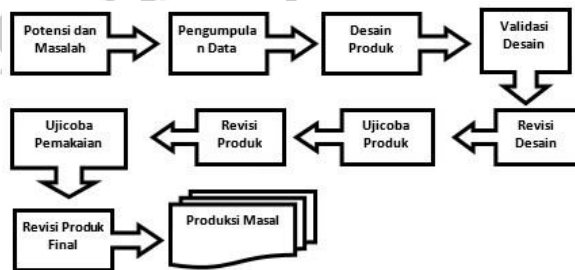 Potensi dan
Masalah
Pengumpula
n Data
Desain
Produk
Validasi
Desain
Revisi
Desain
Ujicoba
Produk
Revisi
Produk
Ujicoba
Pemakaian
Revisi Produk
Final
Produksi Masal